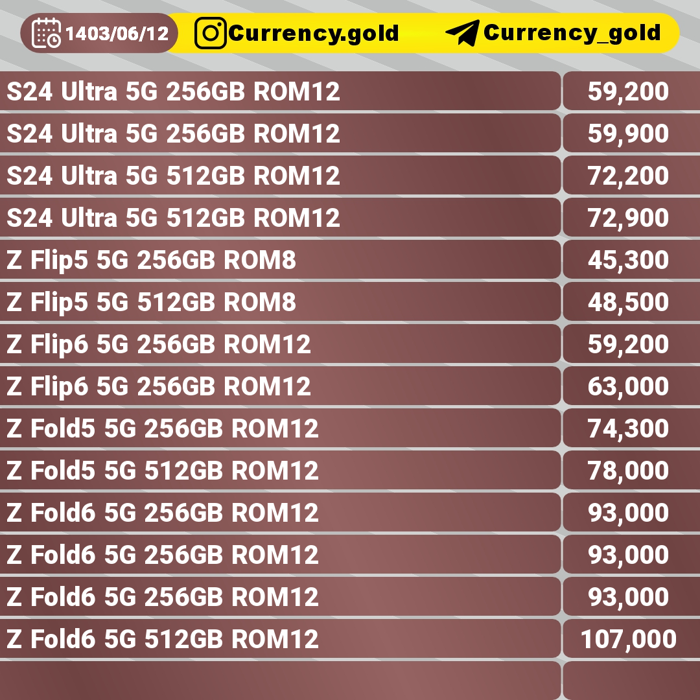 1403/06/12 Currency.gold Currency_gold
S24 Ultra 5G 256GB ROM12 59,200
S24 Ultra 5G 256GB ROM12 59,900
S24 Ultra 5G 512GB ROM12 72,200
S24 Ultra 5G 512GB ROM12 72,900
Z Flip5 5G 256GB ROM8 45,300
Z Flip5 5G 512GB ROM8 48,500
Z Flip6 5G 256GB ROM12 59,200
Z Flip6 5G 256GB ROM12 63,000
Z Fold5 5G 256GB ROM12 74,300
Z Fold5 5G 512GB ROM12 78,000
Z Fold6 5G 256GB ROM12 93,000
Z Fold6 5G 256GB ROM12 93,000
Z Fold6 5G 256GB ROM12 93,000
Z Fold6 5G 512GB ROM12 107,000